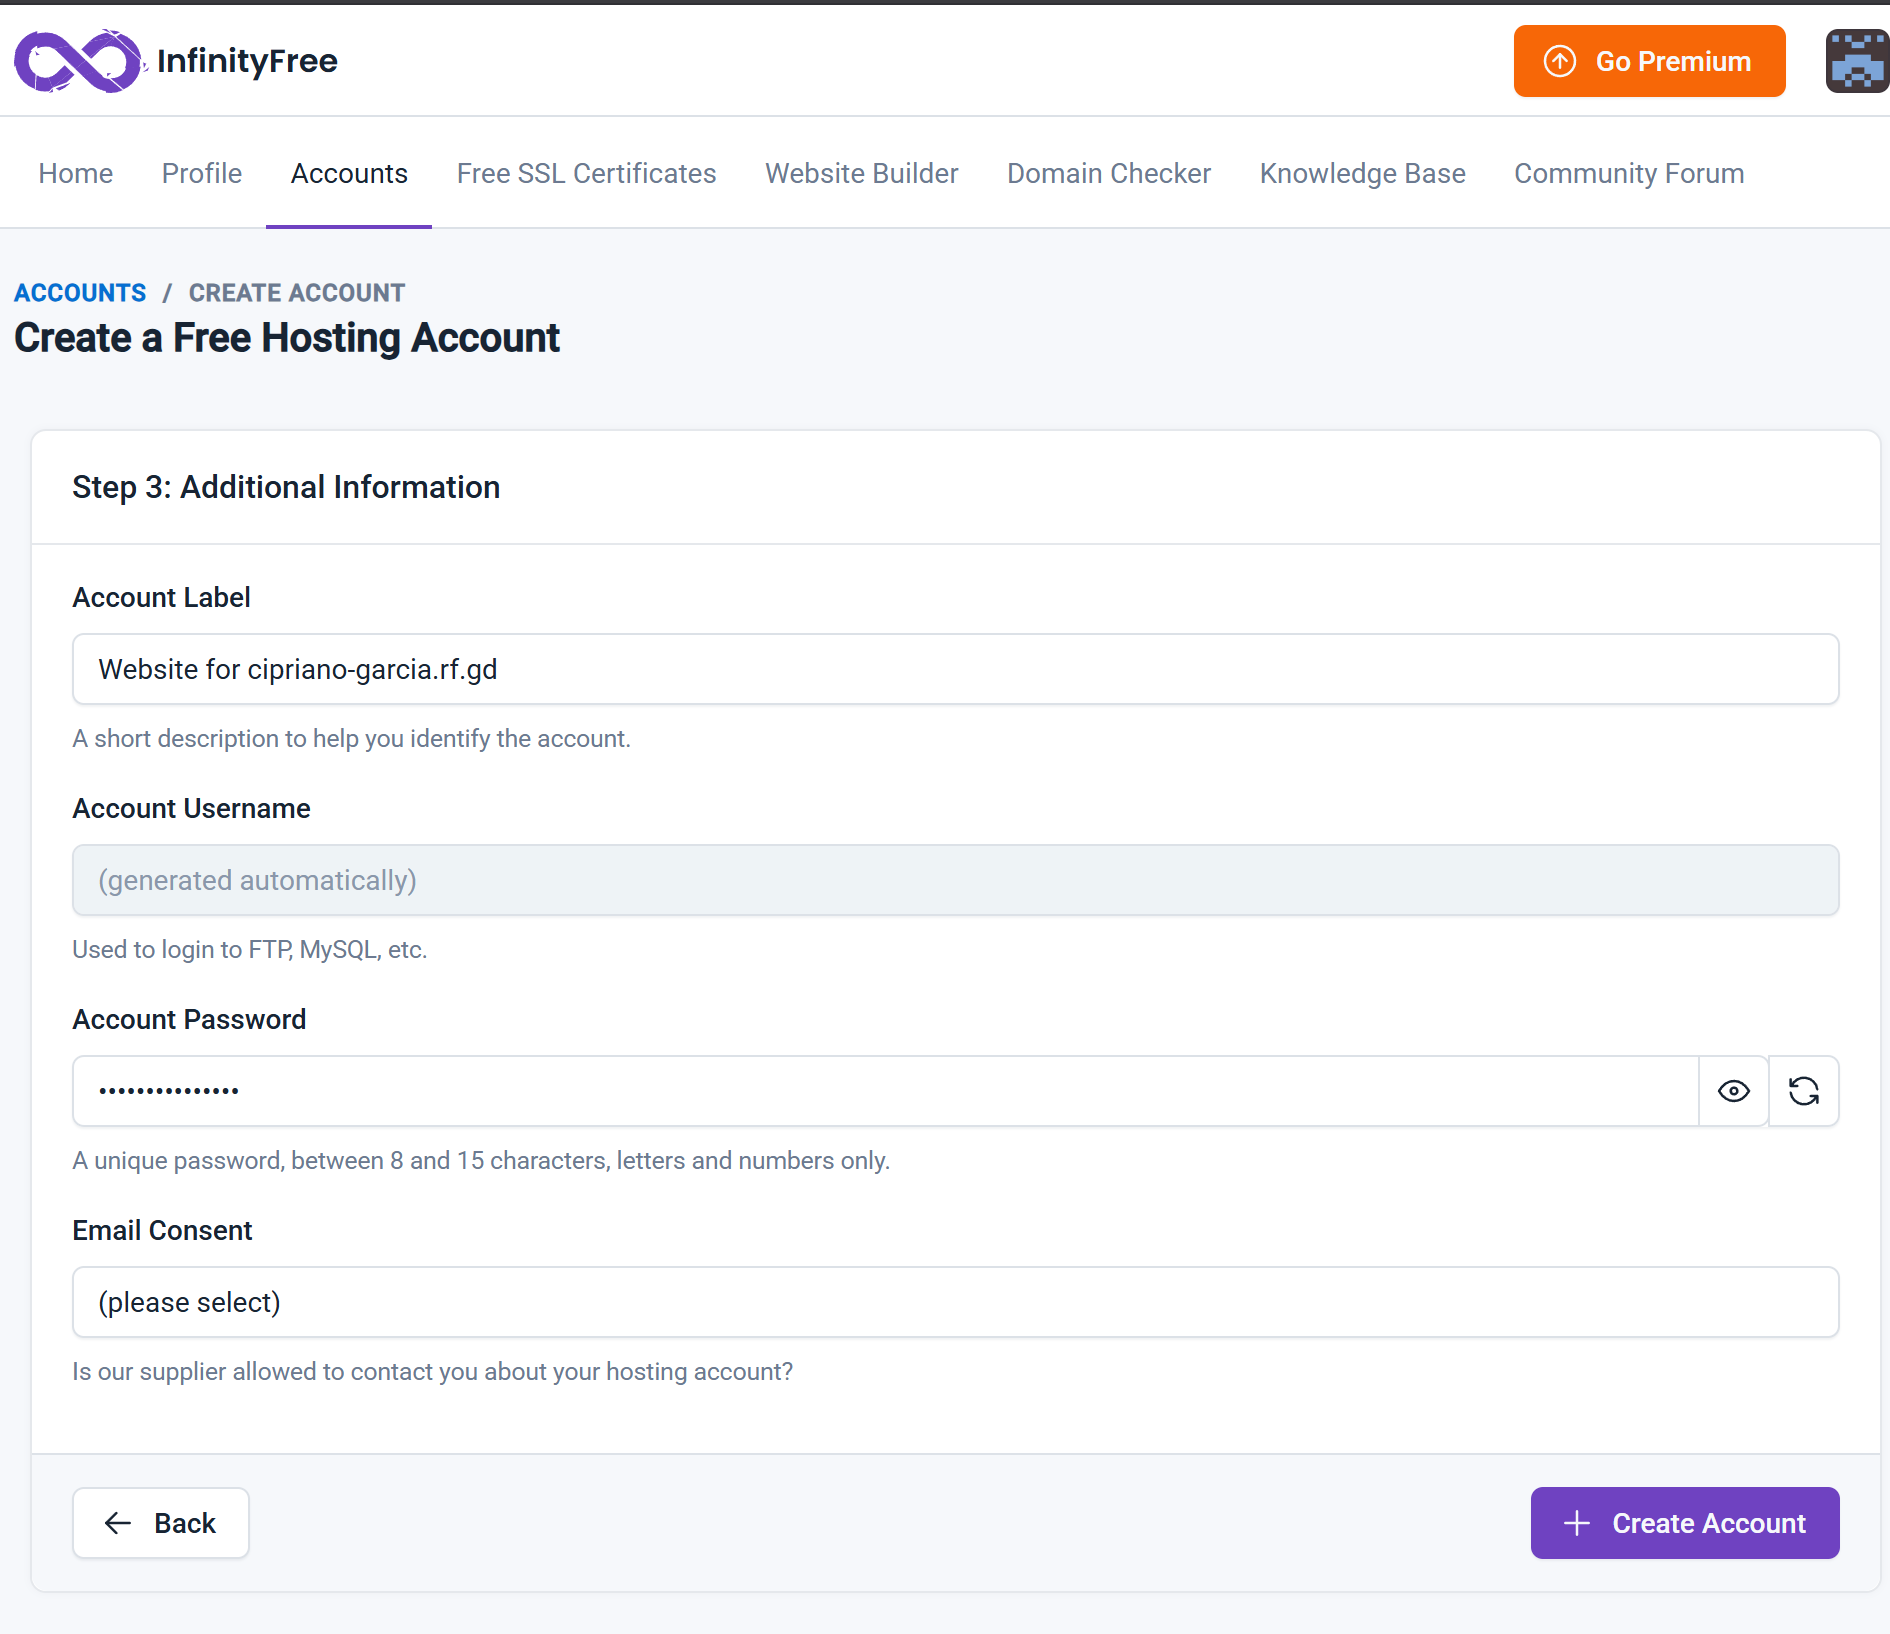 InfinityFree
Go Premium
Home Profile Accounts Free SSL Certificates Website Builder Domain Checker Knowledge Base Community Forum
ACCOUNTS / CREATE ACCOUNT
Create a Free Hosting Account
Step 3: Additional Information
Account Label
Website for cipriano-garcia.rf.gd
A short description to help you identify the account.
Account Username
(generated automatically)
Used to login to FTP, MySQL, etc.
Account Password
•••••••••••••••
A unique password, between 8 and 15 characters, letters and numbers only.
Email Consent
(please select)
Is our supplier allowed to contact you about your hosting account?
Back
Create Account